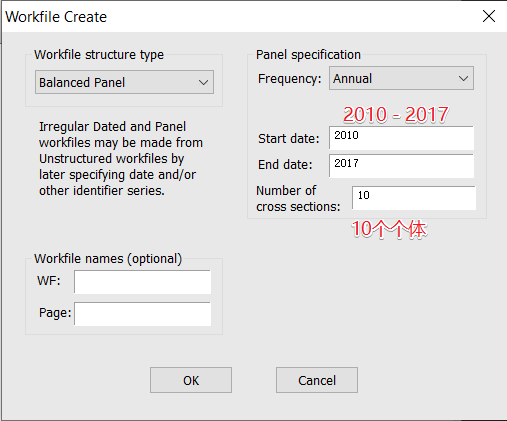 Workfile Create
Workfile structure type
Balanced Panel
Irregular Dated and Panel
workfiles may be made from
Unstructured workfiles by
later specifying date and/or
other identifier series.
Panel specification
Frequency: Annual
2010 - 2017
Start date: 2010
End date: 2017
Number of
cross sections: 10
10个个体
Workfile names (optional)
WF:
Page:
OK Cancel